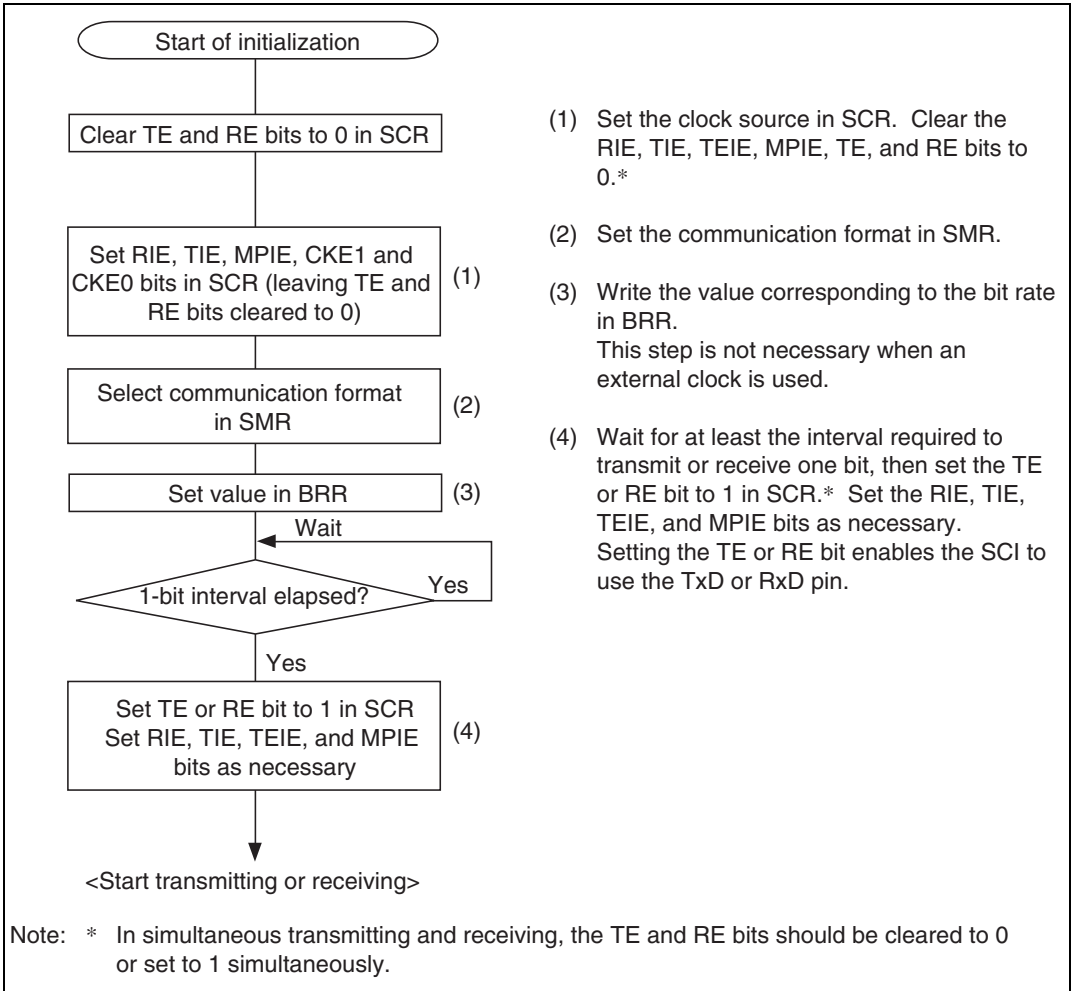 Start of initialization
Clear TE and RE bits to 0 in SCR
Set RIE, TIE, MPIE, CKE1 and
CKE0 bits in SCR (leaving TE and
RE bits cleared to 0)
(1)
Select communication format
in SMR
(2)
Set value in BRR
(3)
Wait
1-bit interval elapsed?
Yes
Yes
Set TE or RE bit to 1 in SCR
Set RIE, TIE, TEIE, and MPIE
bits as necessary
(4)
<Start transmitting or receiving>
(1) Set the clock source in SCR. Clear the
RIE, TIE, TEIE, MPIE, TE, and RE bits to
0.*
(2) Set the communication format in SMR.
(3) Write the value corresponding to the bit rate
in BRR.
This step is not necessary when an
external clock is used.
(4) Wait for at least the interval required to
transmit or receive one bit, then set the TE
or RE bit to 1 in SCR.* Set the RIE, TIE,
TEIE, and MPIE bits as necessary.
Setting the TE or RE bit enables the SCI to
use the TxD or RxD pin.
Note: * In simultaneous transmitting and receiving, the TE and RE bits should be cleared to 0
or set to 1 simultaneously.